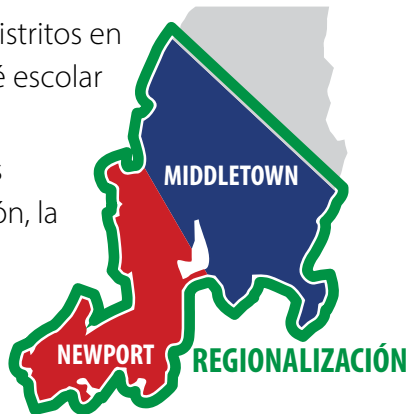 istritos en
é escolar
s
ón, la
MIDDLETOWN
NEWPORT
REGIONALIZACIÓN